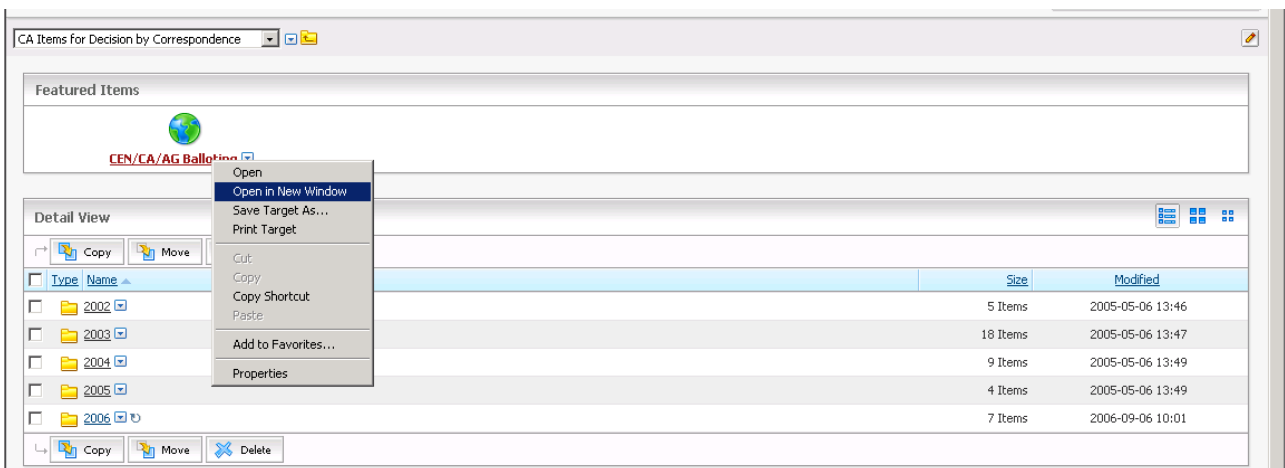 CA Items for Decision by Correspondence
Featured Items
CEN/CA/AG Balloting
Open
Open in New Window
Save Target As...
Print Target
Cut
Copy
Copy Shortcut
Paste
Add to Favorites...
Properties
Detail View
Copy Move
Type Name Size Modified
2002 5 Items 2005-05-06 13:46
2003 18 Items 2005-05-06 13:47
2004 9 Items 2005-05-06 13:49
2005 4 Items 2005-05-06 13:49
2006 7 Items 2006-09-06 10:01
Copy Move Delete